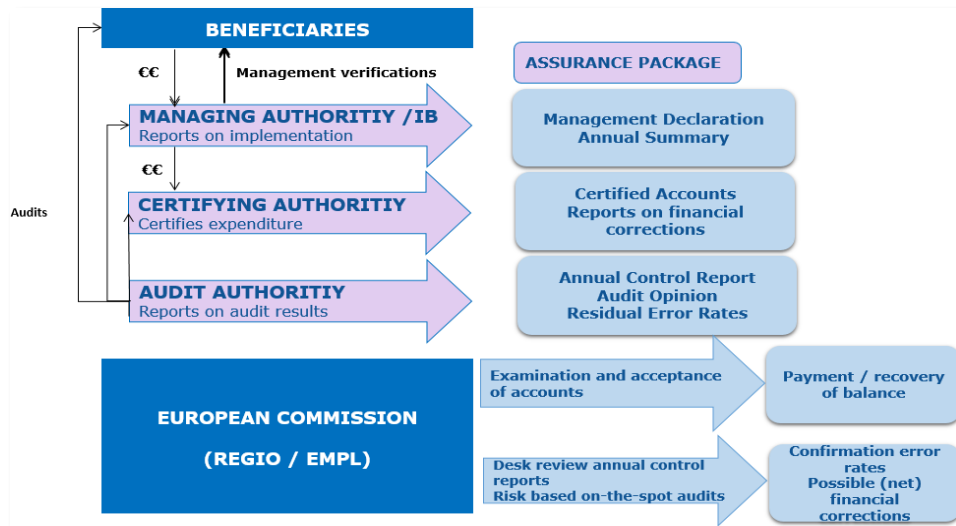 BENEFICIARIES
€€
Management verifications
ASSURANCE PACKAGE
MANAGING AUTHORITIY /IB
Reports on implementation
Management Declaration
Annual Summary
€€
Audits
CERTIFYING AUTHORITIY
Certifies expenditure
Certified Accounts
Reports on financial
corrections
AUDIT AUTHORITIY
Reports on audit results
Annual Control Report
Audit Opinion
Residual Error Rates
EUROPEAN COMMISSION
(REGIO / EMPL)
Examination and acceptance
of accounts
Payment / recovery
of balance
Desk review annual control
reports
Risk based on-the-spot audits
Confirmation error
rates
Possible (net)
financial
corrections